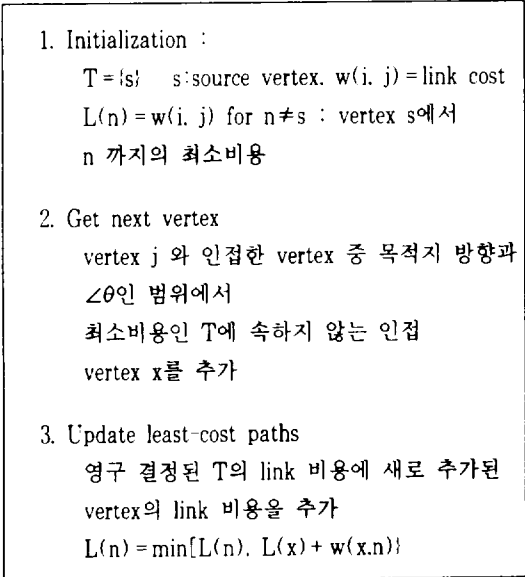 1. Initialization :
T={s} s:source vertex. w(i. j)=link cost
L(n)=w(i. j) for n≠s : vertex s에서
n 까지의 최소비용
2. Get next vertex
vertex j 와 인접한 vertex 중 목적지 방향과
∠θ인 범위에서
최소비용인 T에 속하지 않는 인접
vertex x를 추가
3. Update least-cost paths
영구 결정된 T의 link 비용에 새로 추가된
vertex의 link 비용을 추가
L(n)=min[L(n), L(x)+w(x.n)}